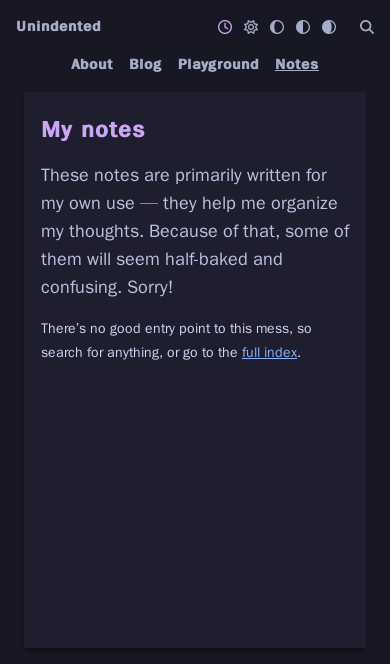 Unindented
About Blog Playground Notes
My notes
These notes are primarily written for
my own use — they help me organize
my thoughts. Because of that, some of
them will seem half-baked and
confusing. Sorry!
There's no good entry point to this mess, so
search for anything, or go to the full index.